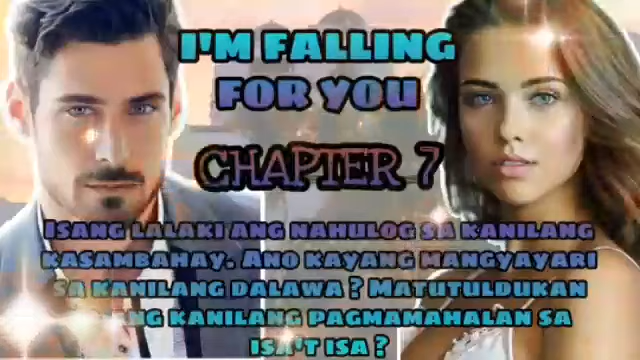 I'M FALLING
FOR YOU
CHAPTER 7
ISANG LALAKI ANG NAHULOG SA KANILANG
KASAMBAHAY. ANO KAYANG MANGYAYARI
SA KANILANG DALAWA ? MATUTULDUKAN
ANG KANILANG PAGMAMAHALAN SA
ISA'T ISA ?